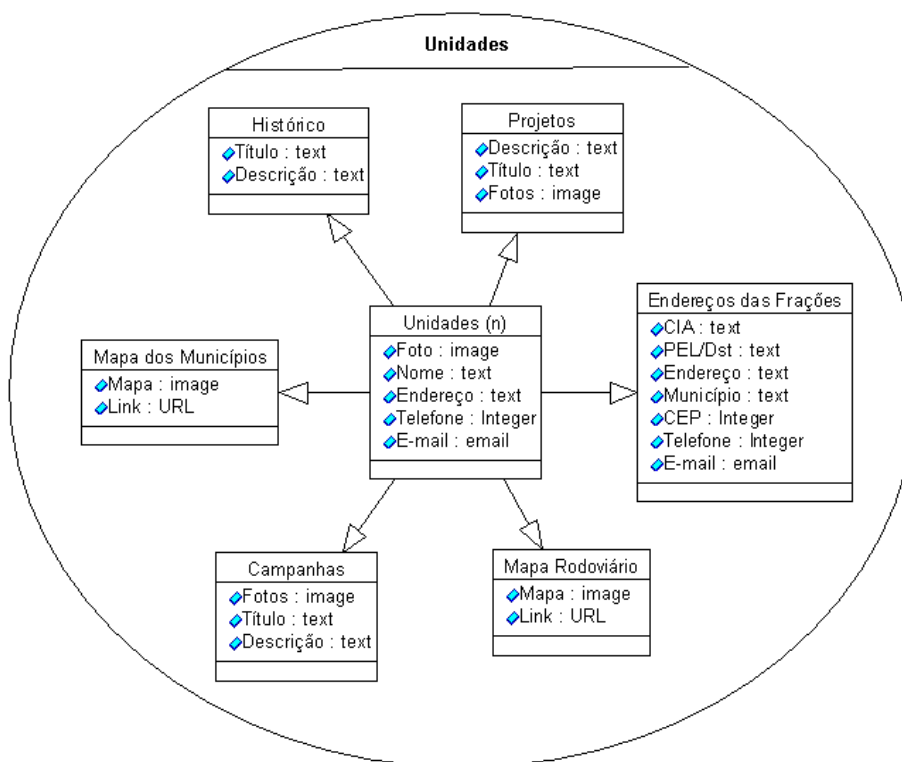 Unidades
Histórico
Título : text
Descrição : text
Projetos
Descrição : text
Título : text
Fotos : image
Unidades (n)
Foto : image
Nome : text
Endereço : text
Telefone : Integer
E-mail : email
Endereços das Frações
CIA : text
PEL/Dst : text
Endereço : text
Município : text
CEP : Integer
Telefone : Integer
E-mail : email
Mapa dos Municípios
Mapa : image
Link : URL
Campanhas
Fotos : image
Título : text
Descrição : text
Mapa Rodoviário
Mapa : image
Link : URL